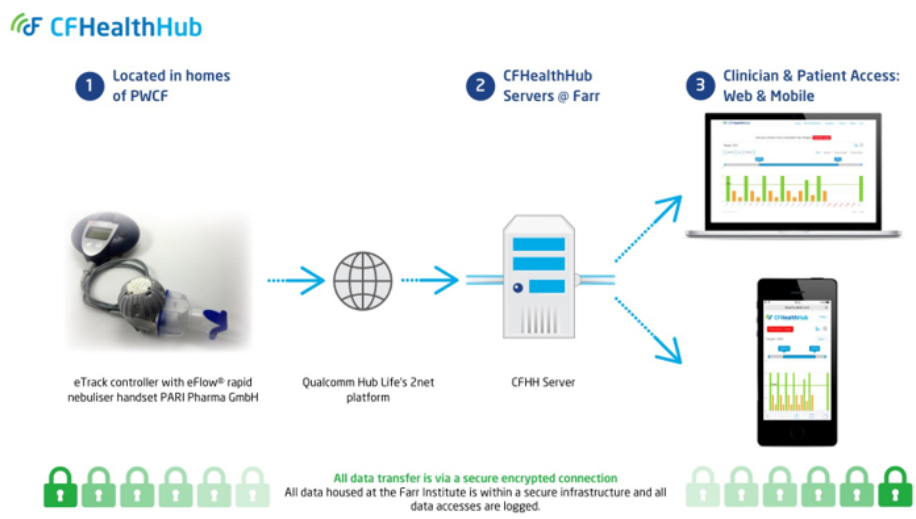 CFHealthHub
1 Located in homes
of PWCF
2 CFHealthHub
Servers @ Farr
3 Clinician & Patient Access:
Web & Mobile
eTrack controller with eFlow® rapid
nebuliser handset PARI Pharma GmbH
Qualcomm Hub Life's 2net
platform
CFHH Server
CFHealthHub
All data transfer is via a secure encrypted connection
All data housed at the Farr Institute is within a secure infrastructure and all
data accesses are logged.